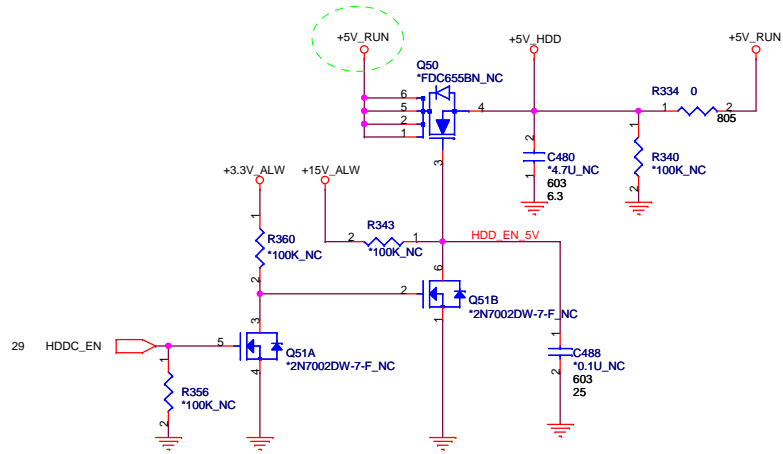 +5V_RUN
+5V_HDD
+5V_RUN
Q50
*FDC655BN_NC
6
5
2
1
4
3
R334 0
1
2
805
2
C480
*4.7U_NC
1
603
6.3
1
R340
*100K_NC
2
+3.3V_ALW
+15V_ALW
1
R360
*100K_NC
2
R343
2
1
*100K_NC
HDD_EN_5V
6
2
Q51B
*2N7002DW-7-F_NC
1
3
29 HDDC_EN
5
Q51A
*2N7002DW-7-F_NC
4
1
R356
*100K_NC
2
1
C488
*0.1U_NC
2
603
25